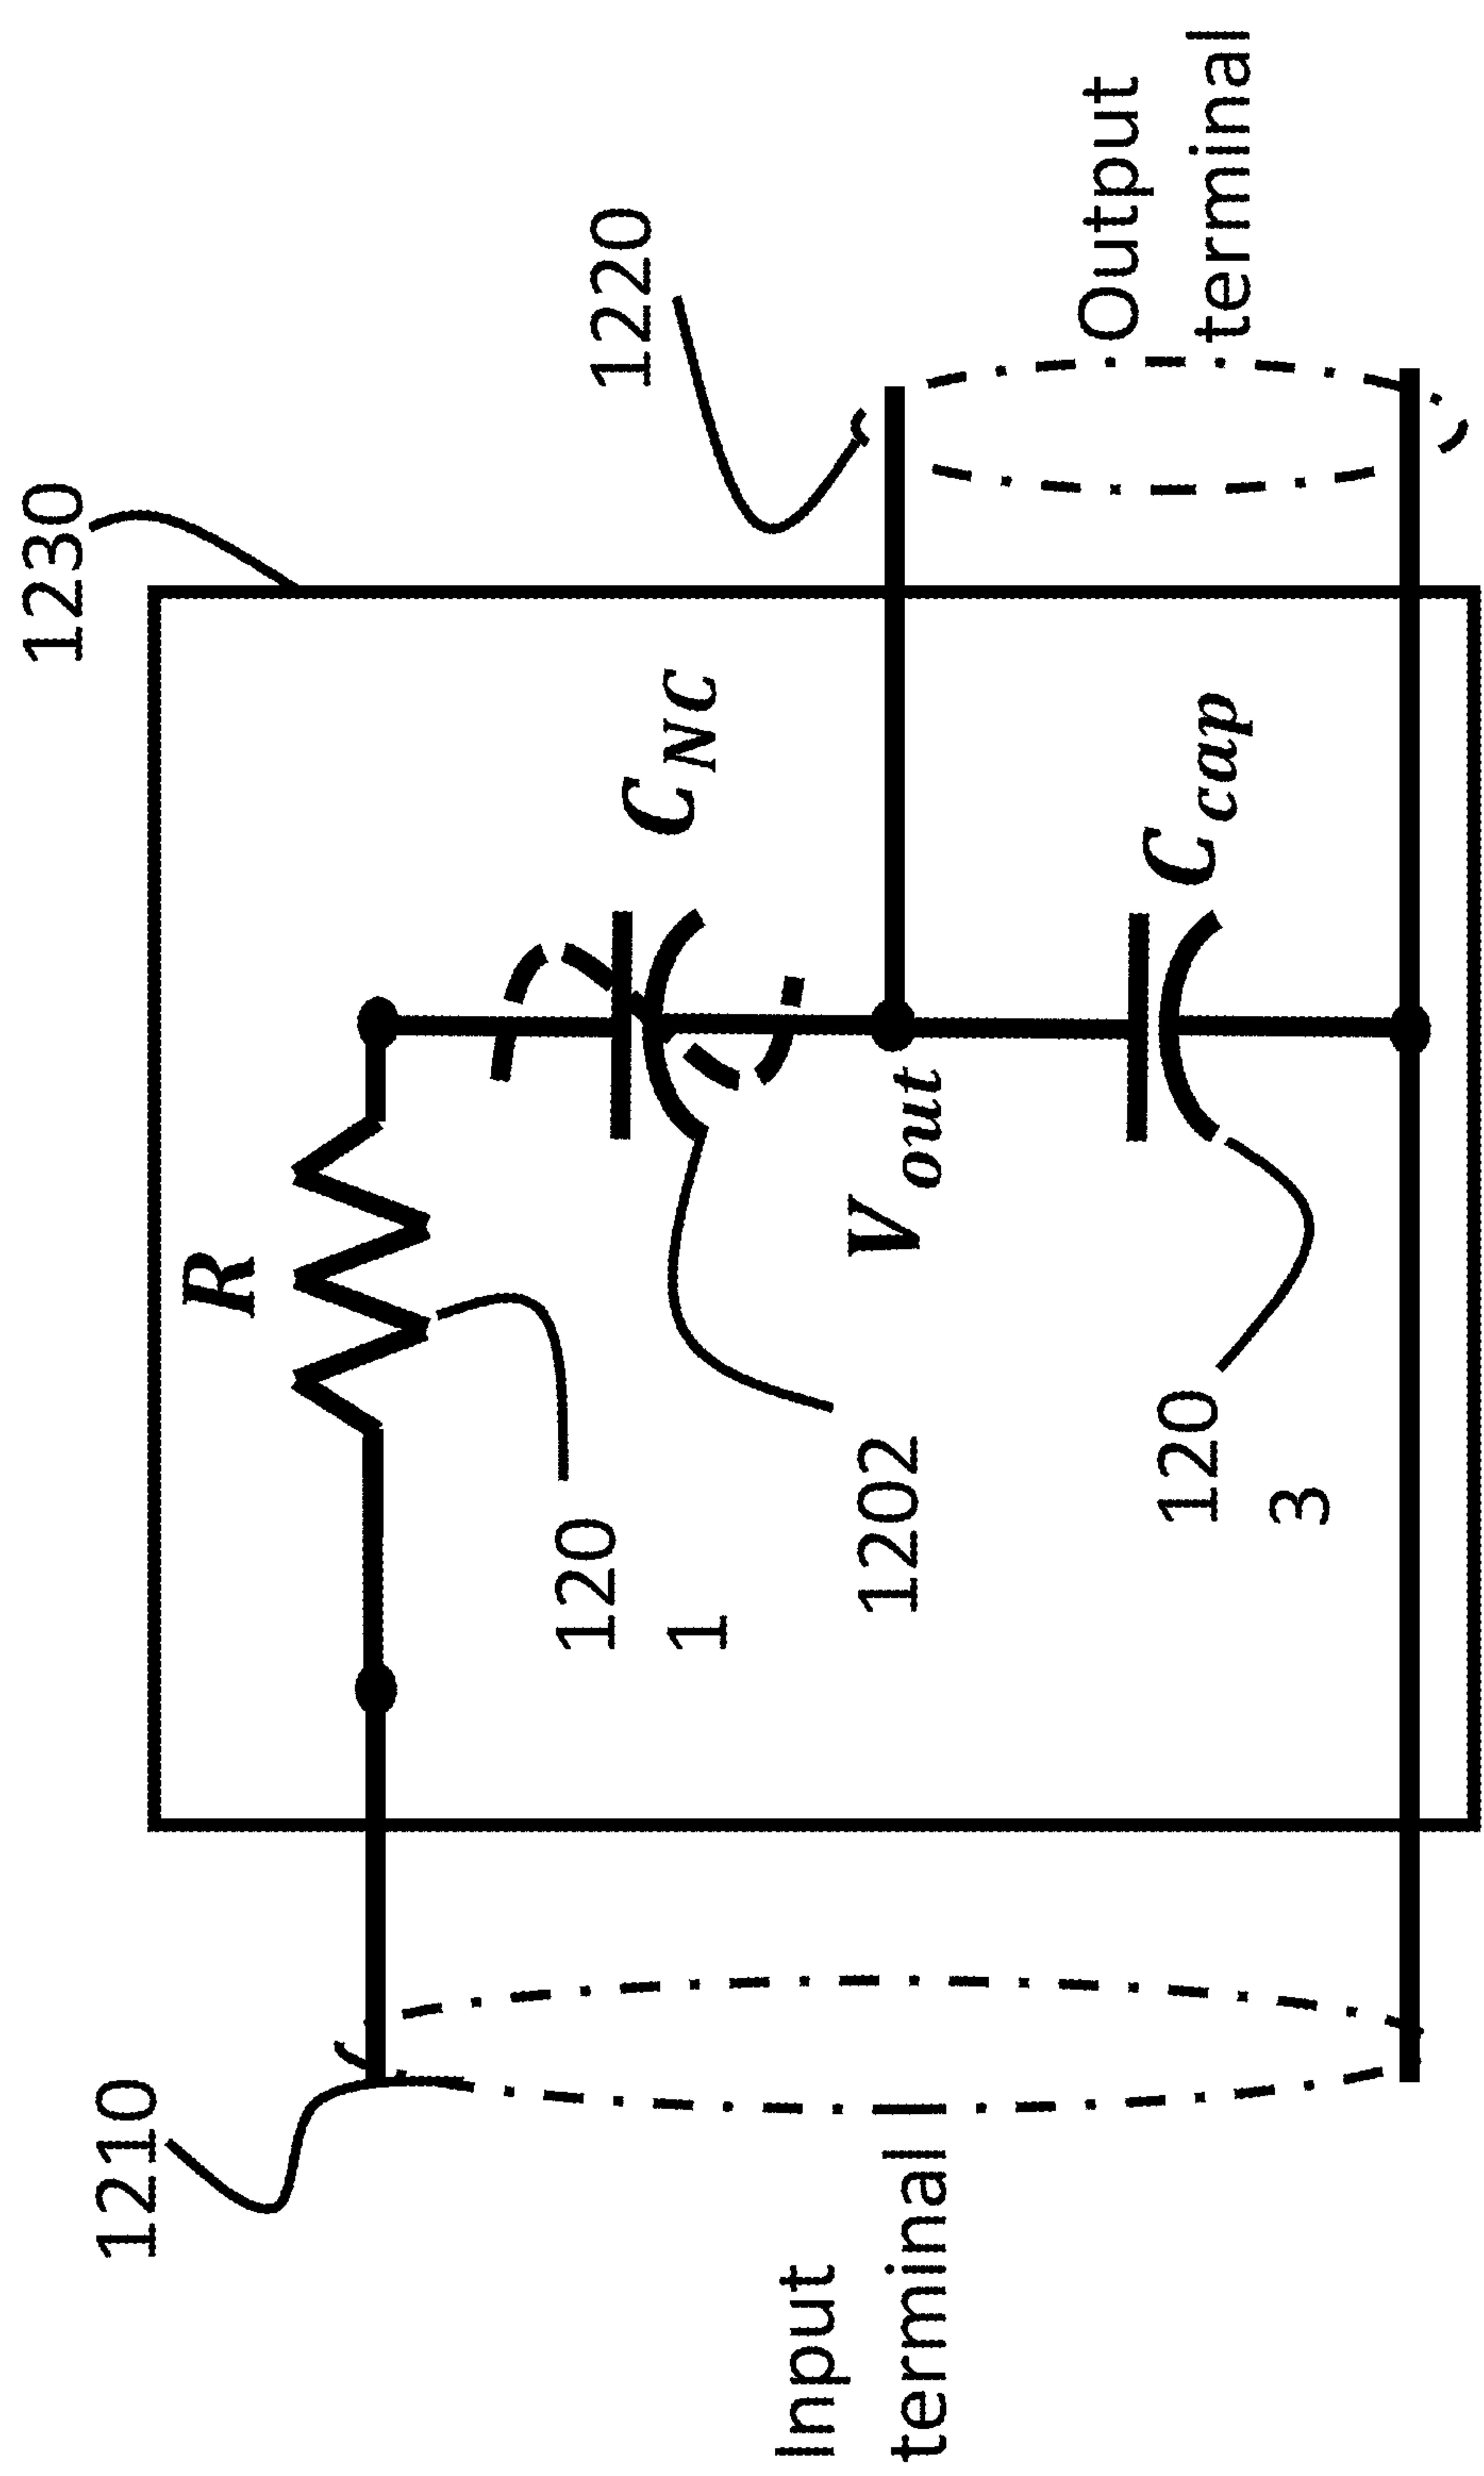 1230
1210
R
1220
120
1
C_NC
1202
V_out
Input
terminal
Output
terminal
C_cap
120
3